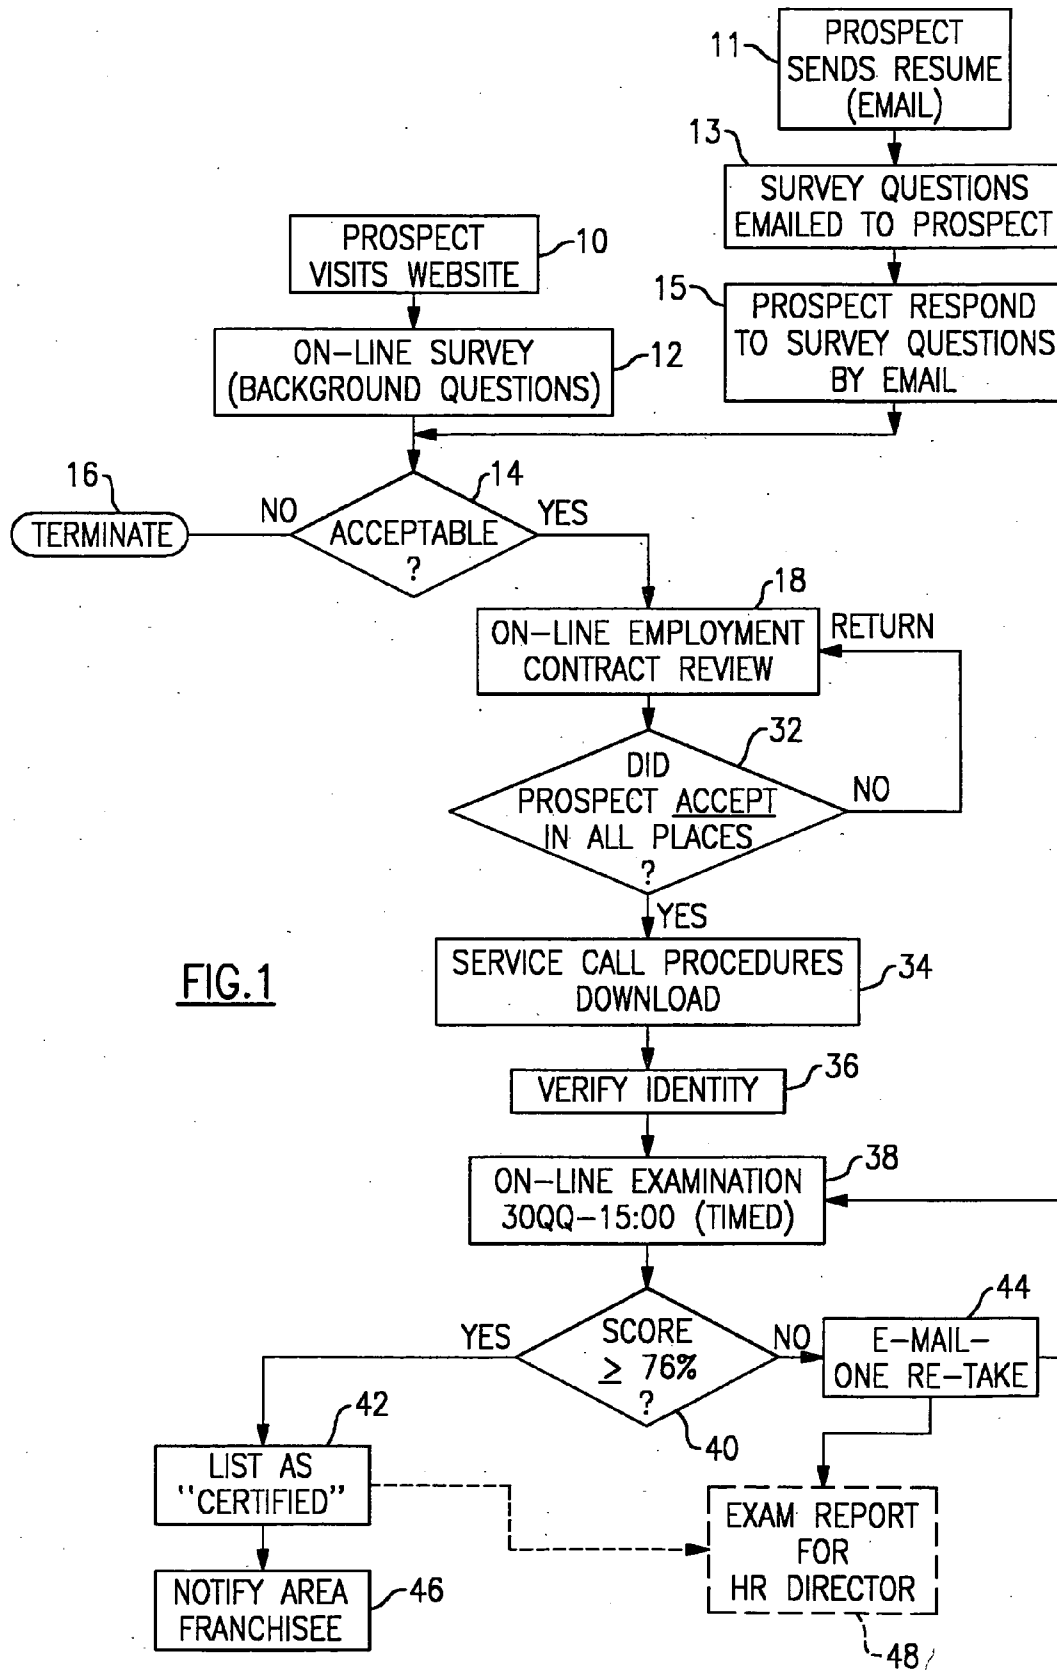 11
PROSPECT
SENDS RESUME
(EMAIL)
13
SURVEY QUESTIONS
EMAILED TO PROSPECT
PROSPECT
VISITS WEBSITE
10
15
PROSPECT RESPOND
TO SURVEY QUESTIONS
BY EMAIL
ON-LINE SURVEY
(BACKGROUND QUESTIONS)
12
16
TERMINATE
NO
14
ACCEPTABLE
?
YES
18
ON-LINE EMPLOYMENT
CONTRACT REVIEW
RETURN
32
DID
PROSPECT ACCEPT
IN ALL PLACES
?
NO
YES
FIG.1
SERVICE CALL PROCEDURES
DOWNLOAD
34
VERIFY IDENTITY
36
ON-LINE EXAMINATION
30QQ-15:00 (TIMED)
38
YES
SCORE
≥ 76%
?
NO
40
44
E-MAIL-
ONE RE-TAKE
42
LIST AS
"CERTIFIED"
EXAM REPORT
FOR
HR DIRECTOR
48
NOTIFY AREA
FRANCHISEE
46